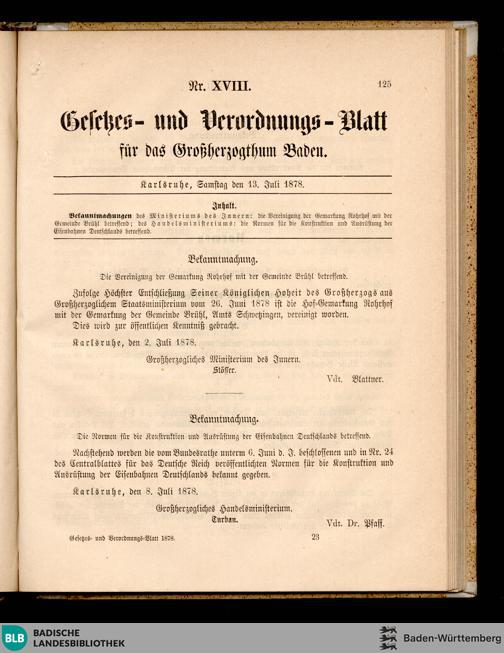 Nr. XVIII.
125
Gesetzes- und Verordnungs-Blatt
für das Großherzogthum Baden.
Karlsruhe, Samstag den 13. Juli 1878.
Inhalt.
Bekanntmachungen des Ministeriums des Innern: die Vereinigung der Gemarkung Rohrhof mit der
Gemeinde Brühl betreffend; des Handelsministeriums: die Normen für die Konstruktion und Ausrüstung der
Eisenbahnen Deutschlands betreffend.
Bekanntmachung.
Die Vereinigung der Gemarkung Rohrhof mit der Gemeinde Brühl betreffend.
Zufolge Höchster Entschließung Seiner Königlichen Hoheit des Großherzogs aus
Großherzoglichem Staatsministerium vom 26. Juni 1878 ist die Hof-Gemarkung Rohrhof
mit der Gemarkung der Gemeinde Brühl, Amts Schwetzingen, vereinigt worden.
Dies wird zur öffentlichen Kenntniß gebracht.
Karlsruhe, den 2. Juli 1878.
Großherzogliches Ministerium des Innern.
Stösser.
Vdt. Blattner.
Bekanntmachung.
Die Normen für die Konstruktion und Ausrüstung der Eisenbahnen Deutschlands betreffend.
Nachstehend werden die vom Bundesrathe unterm 6. Juni d. J. beschlossenen und in Nr. 24
des Centralblattes für das Deutsche Reich veröffentlichten Normen für die Konstruktion und
Ausrüstung der Eisenbahnen Deutschlands bekannt gegeben.
Karlsruhe, den 8. Juli 1878.
Großherzogliches Handelsministerium.
Turban.
Vdt. Dr. Pfaff.
Gesetzes- und Verordnungs-Blatt 1878.
23
BLB BADISCHE
LANDESBIBLIOTHEK
Baden-Württemberg